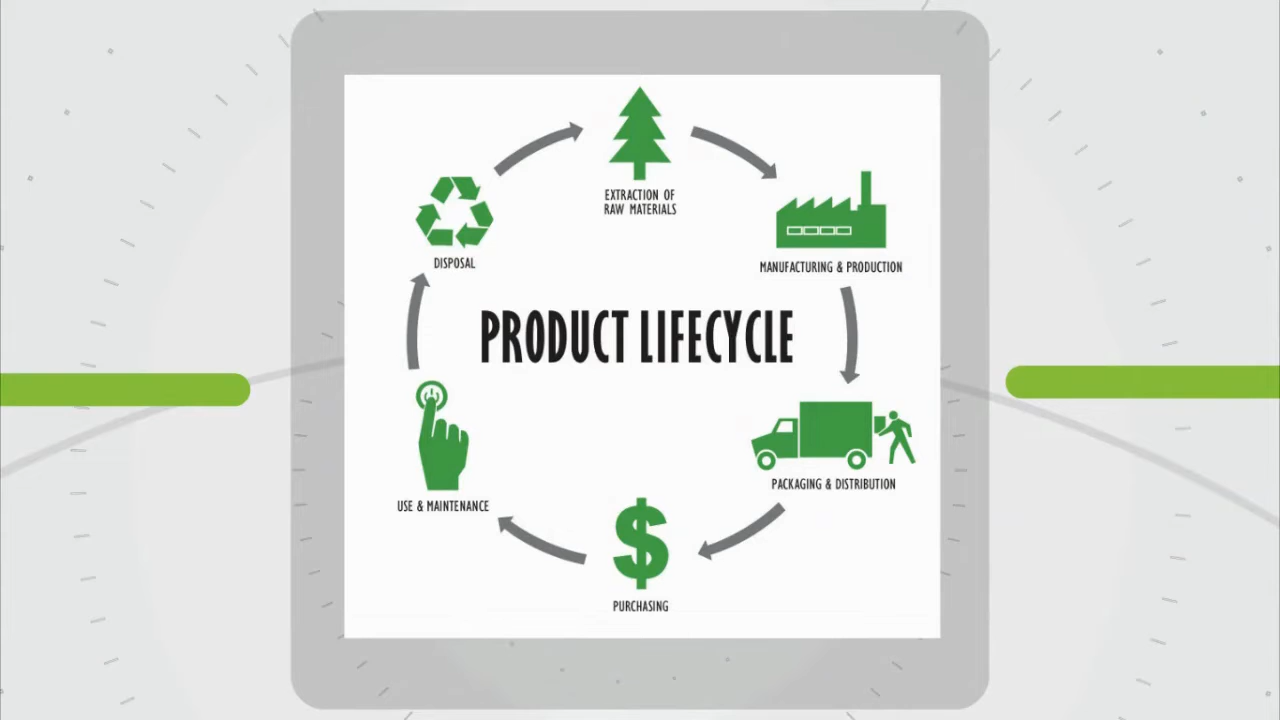 EXTRACTION OF
RAW MATERIALS
MANUFACTURING & PRODUCTION
DISPOSAL
PRODUCT LIFECYCLE
PACKAGING & DISTRIBUTION
USE & MAINTENANCE
$
PURCHASING